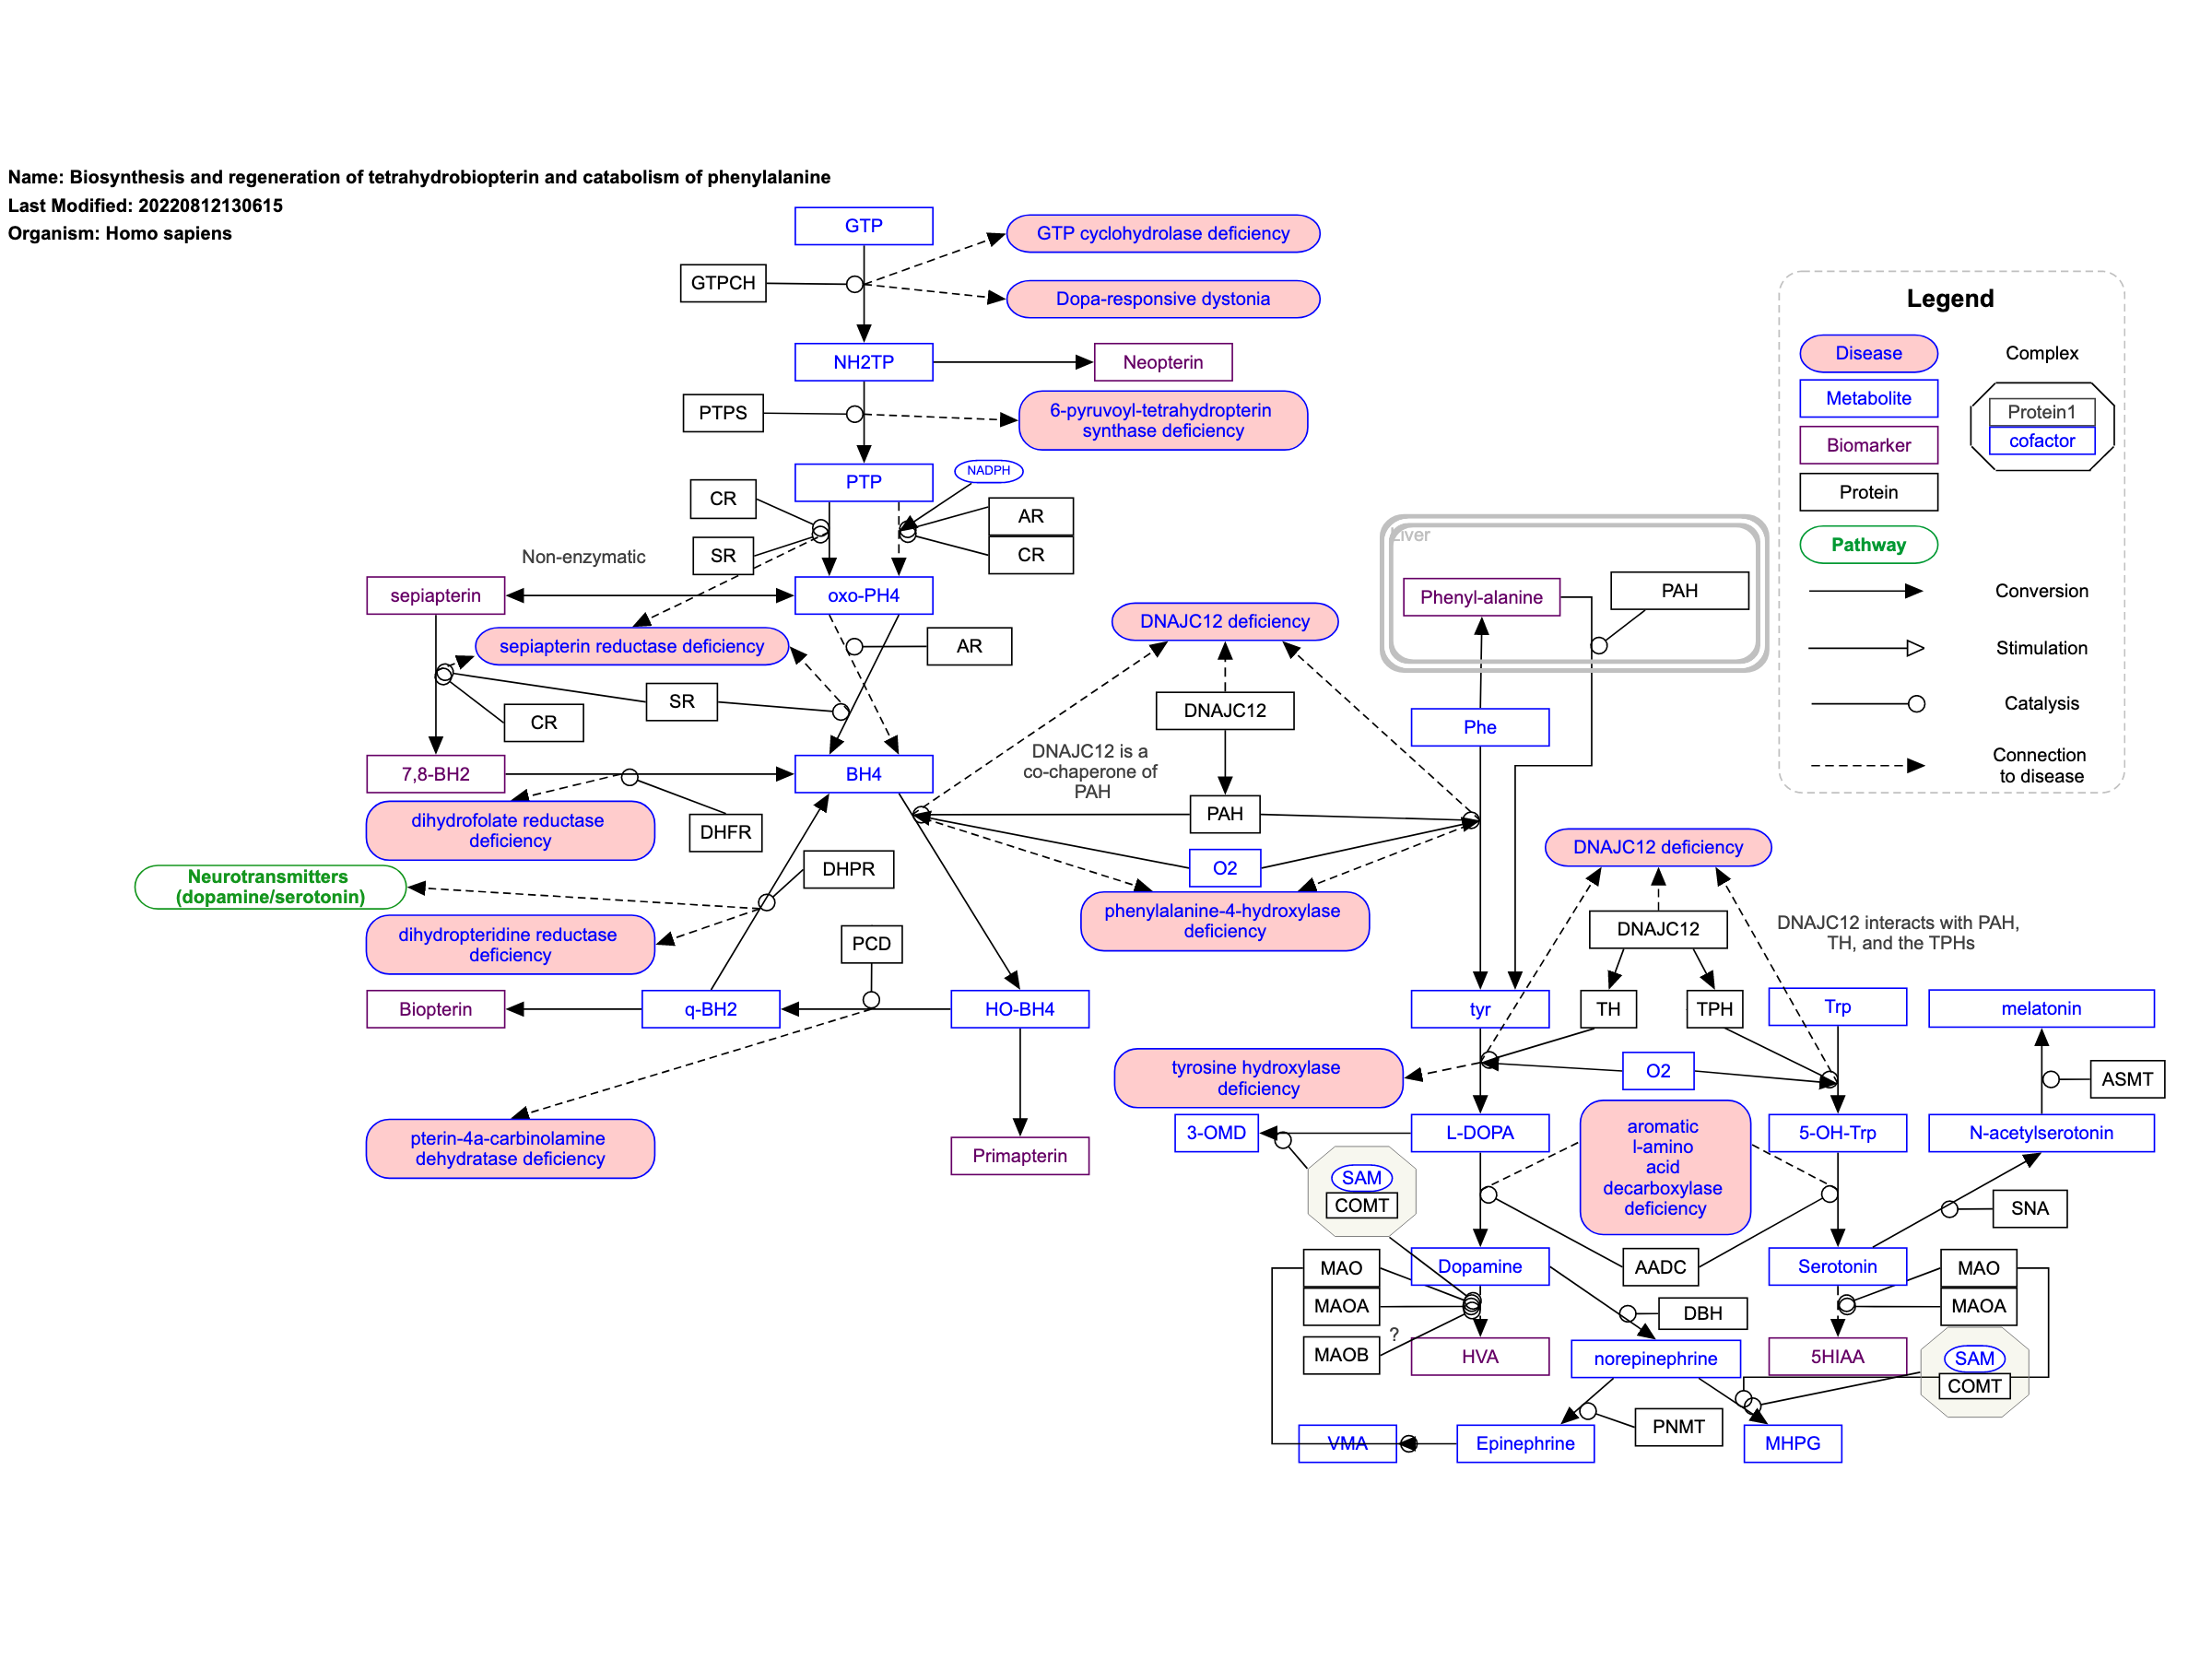 Name: Biosynthesis and regeneration of tetrahydrobiopterin and catabolism of phenylalanine
Last Modified: 20220812130615
Organism: Homo sapiens
GTP
GTP cyclohydrolase deficiency
GTPCH
Dopa-responsive dystonia
NH2TP
Neopterin
PTPS
6-pyruvoyl-tetrahydropterin
synthase deficiency
PTP
NADPH
CR
AR
SR
CR
Non-enzymatic
sepiapterin
oxo-PH4
sepiapterin reductase deficiency
AR
SR
CR
7,8-BH2
BH4
dihydrofolate reductase
deficiency
DHFR
Neurotransmitters
(dopamine/serotonin)
DHPR
dihydropteridine reductase
deficiency
PCD
Biopterin
q-BH2
HO-BH4
pterin-4a-carbinolamine
dehydratase deficiency
Primapterin
DNAJC12 deficiency
DNAJC12
DNAJC12 is a
co-chaperone of
PAH
PAH
O2
phenylalanine-4-hydroxylase
deficiency
Liver
Phenyl-alanine
PAH
Phe
DNAJC12 deficiency
DNAJC12
DNAJC12 interacts with PAH,
TH, and the TPHs
tyr
TH
TPH
Trp
melatonin
tyrosine hydroxylase
deficiency
O2
ASMT
3-OMD
L-DOPA
aromatic
l-amino
acid
decarboxylase
deficiency
5-OH-Trp
N-acetylserotonin
SAM
COMT
SNA
MAO
Dopamine
AADC
Serotonin
MAO
MAOA
DBH
MAOA
?
MAOB
HVA
norepinephrine
5HIAA
SAM
COMT
PNMT
VMA
Epinephrine
MHPG
Legend
Disease
Complex
Metabolite
Protein1
Biomarker
cofactor
Protein
Pathway
Conversion
Stimulation
Catalysis
Connection
to disease